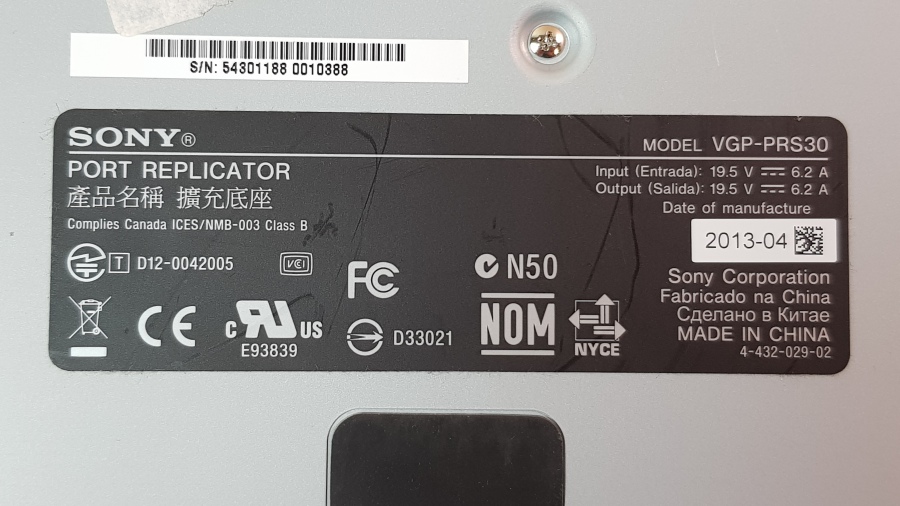 S/N: 54301188 0010388
SONY®
MODEL VGP-PRS30
PORT REPLICATOR
產品名稱 擴充底座
Complies Canada ICES/NMB-003 Class B
Input (Entrada): 19.5 V ⎓ 6.2 A
Output (Salida): 19.5 V ⎓ 6.2 A
Date of manufacture
2013-04
T D12-0042005
VCI
FC
N50
CE
c RU US
E93839
D33021
NOM
NYCE
Sony Corporation
Fabricado na China
Сделано в Китае
MADE IN CHINA
4-432-029-02